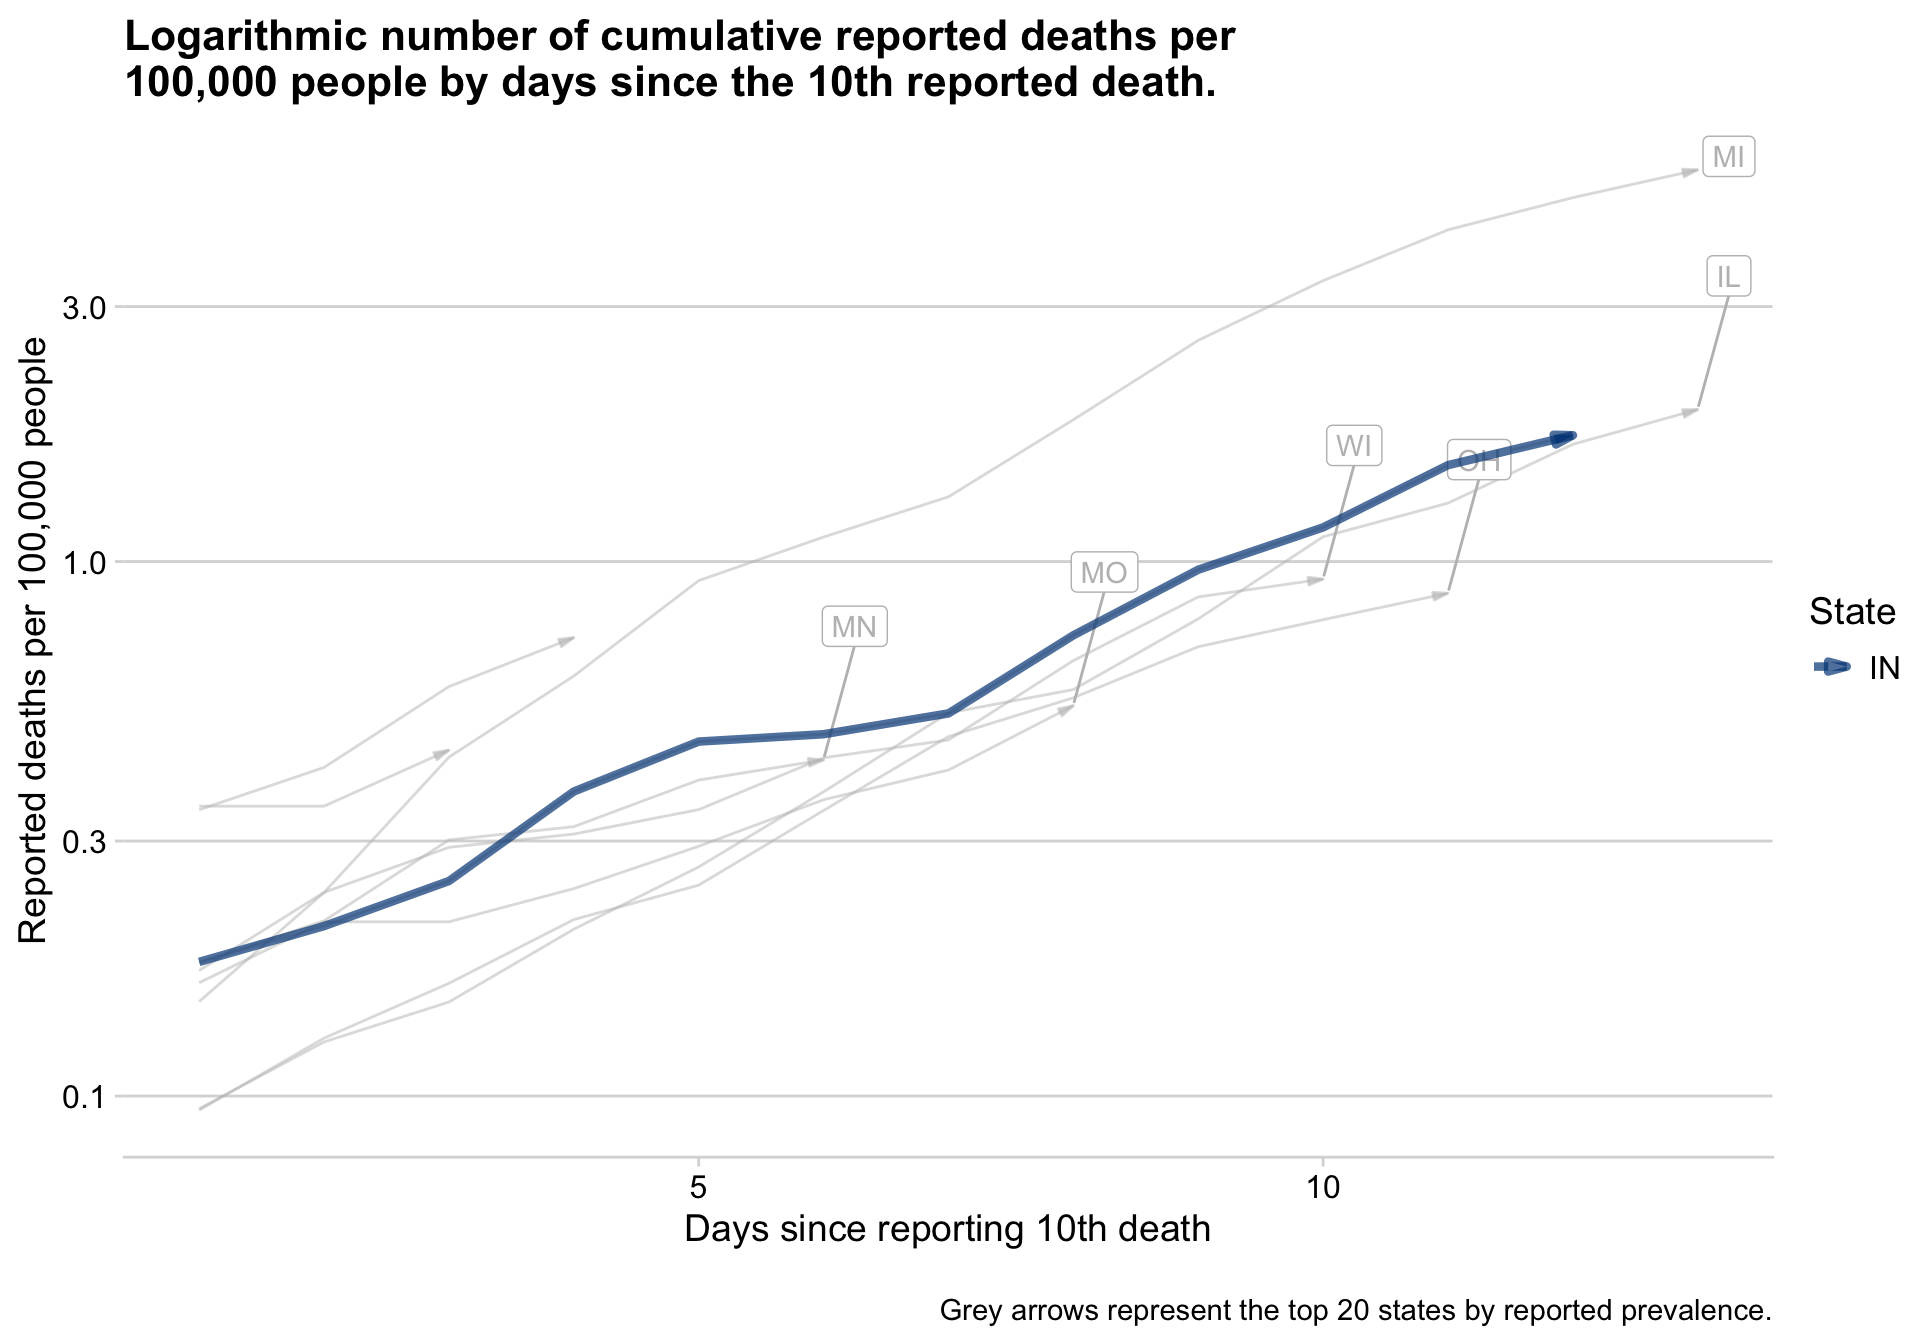 Logarithmic number of cumulative reported deaths per
100,000 people by days since the 10th reported death.
MI
IL
3.0
WI
OH
1.0
MO
MN
0.3
0.1
Reported deaths per 100,000 people
State
IN
5
10
Days since reporting 10th death
Grey arrows represent the top 20 states by reported prevalence.